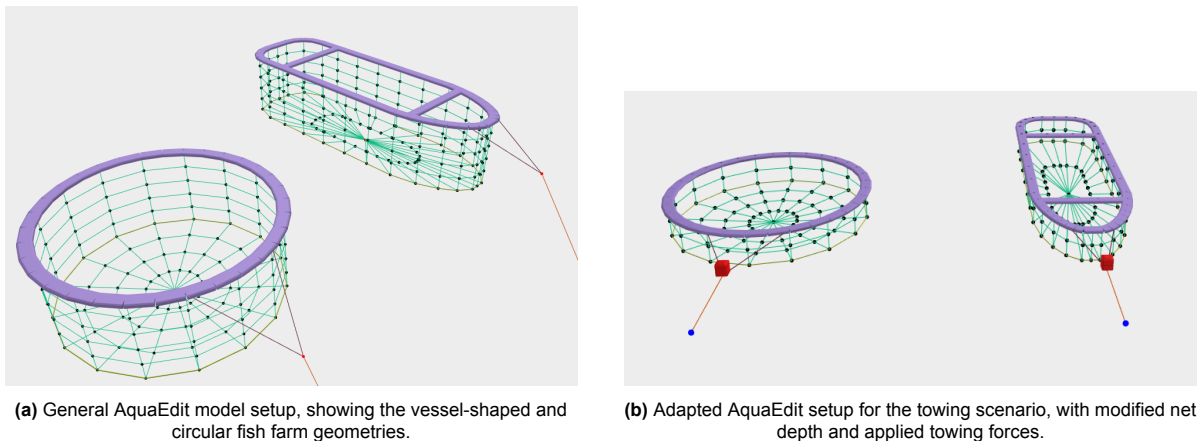 (a) General AquaEdit model setup, showing the vessel-shaped and
circular fish farm geometries.
(b) Adapted AquaEdit setup for the towing scenario, with modified net
depth and applied towing forces.